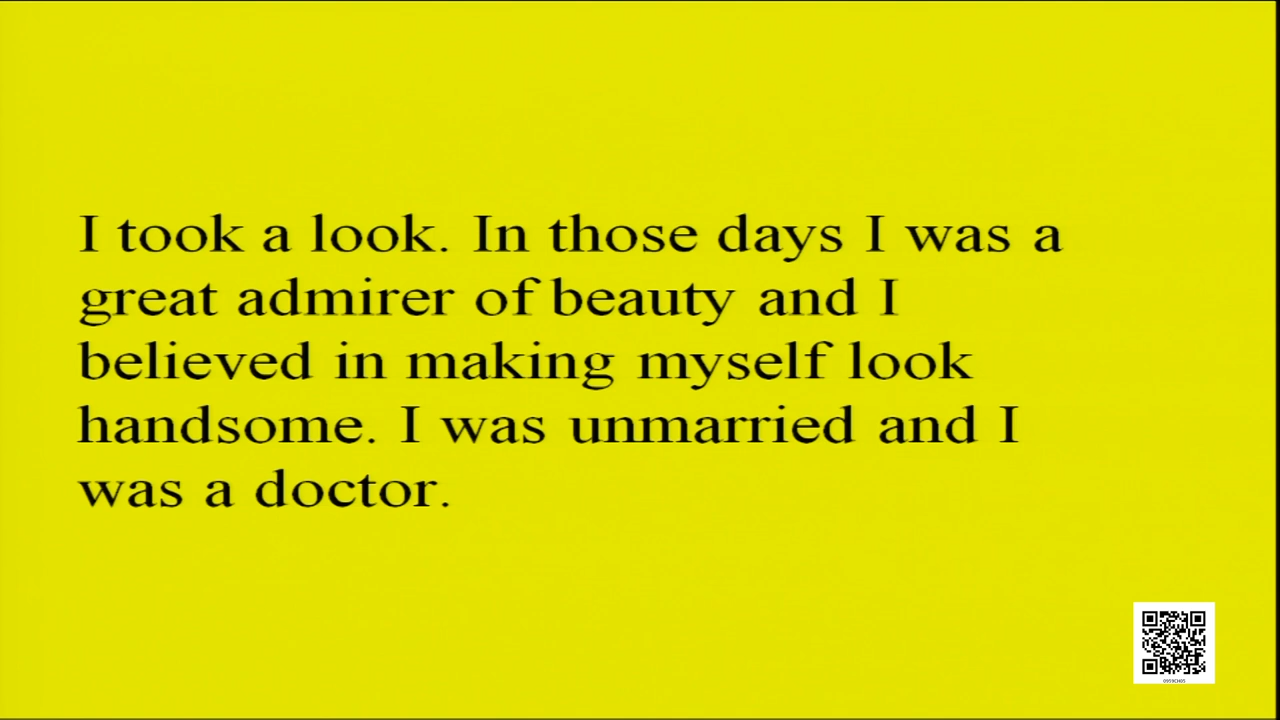 I took a look. In those days I was a
great admirer of beauty and I
believed in making myself look
handsome. I was unmarried and I
was a doctor.